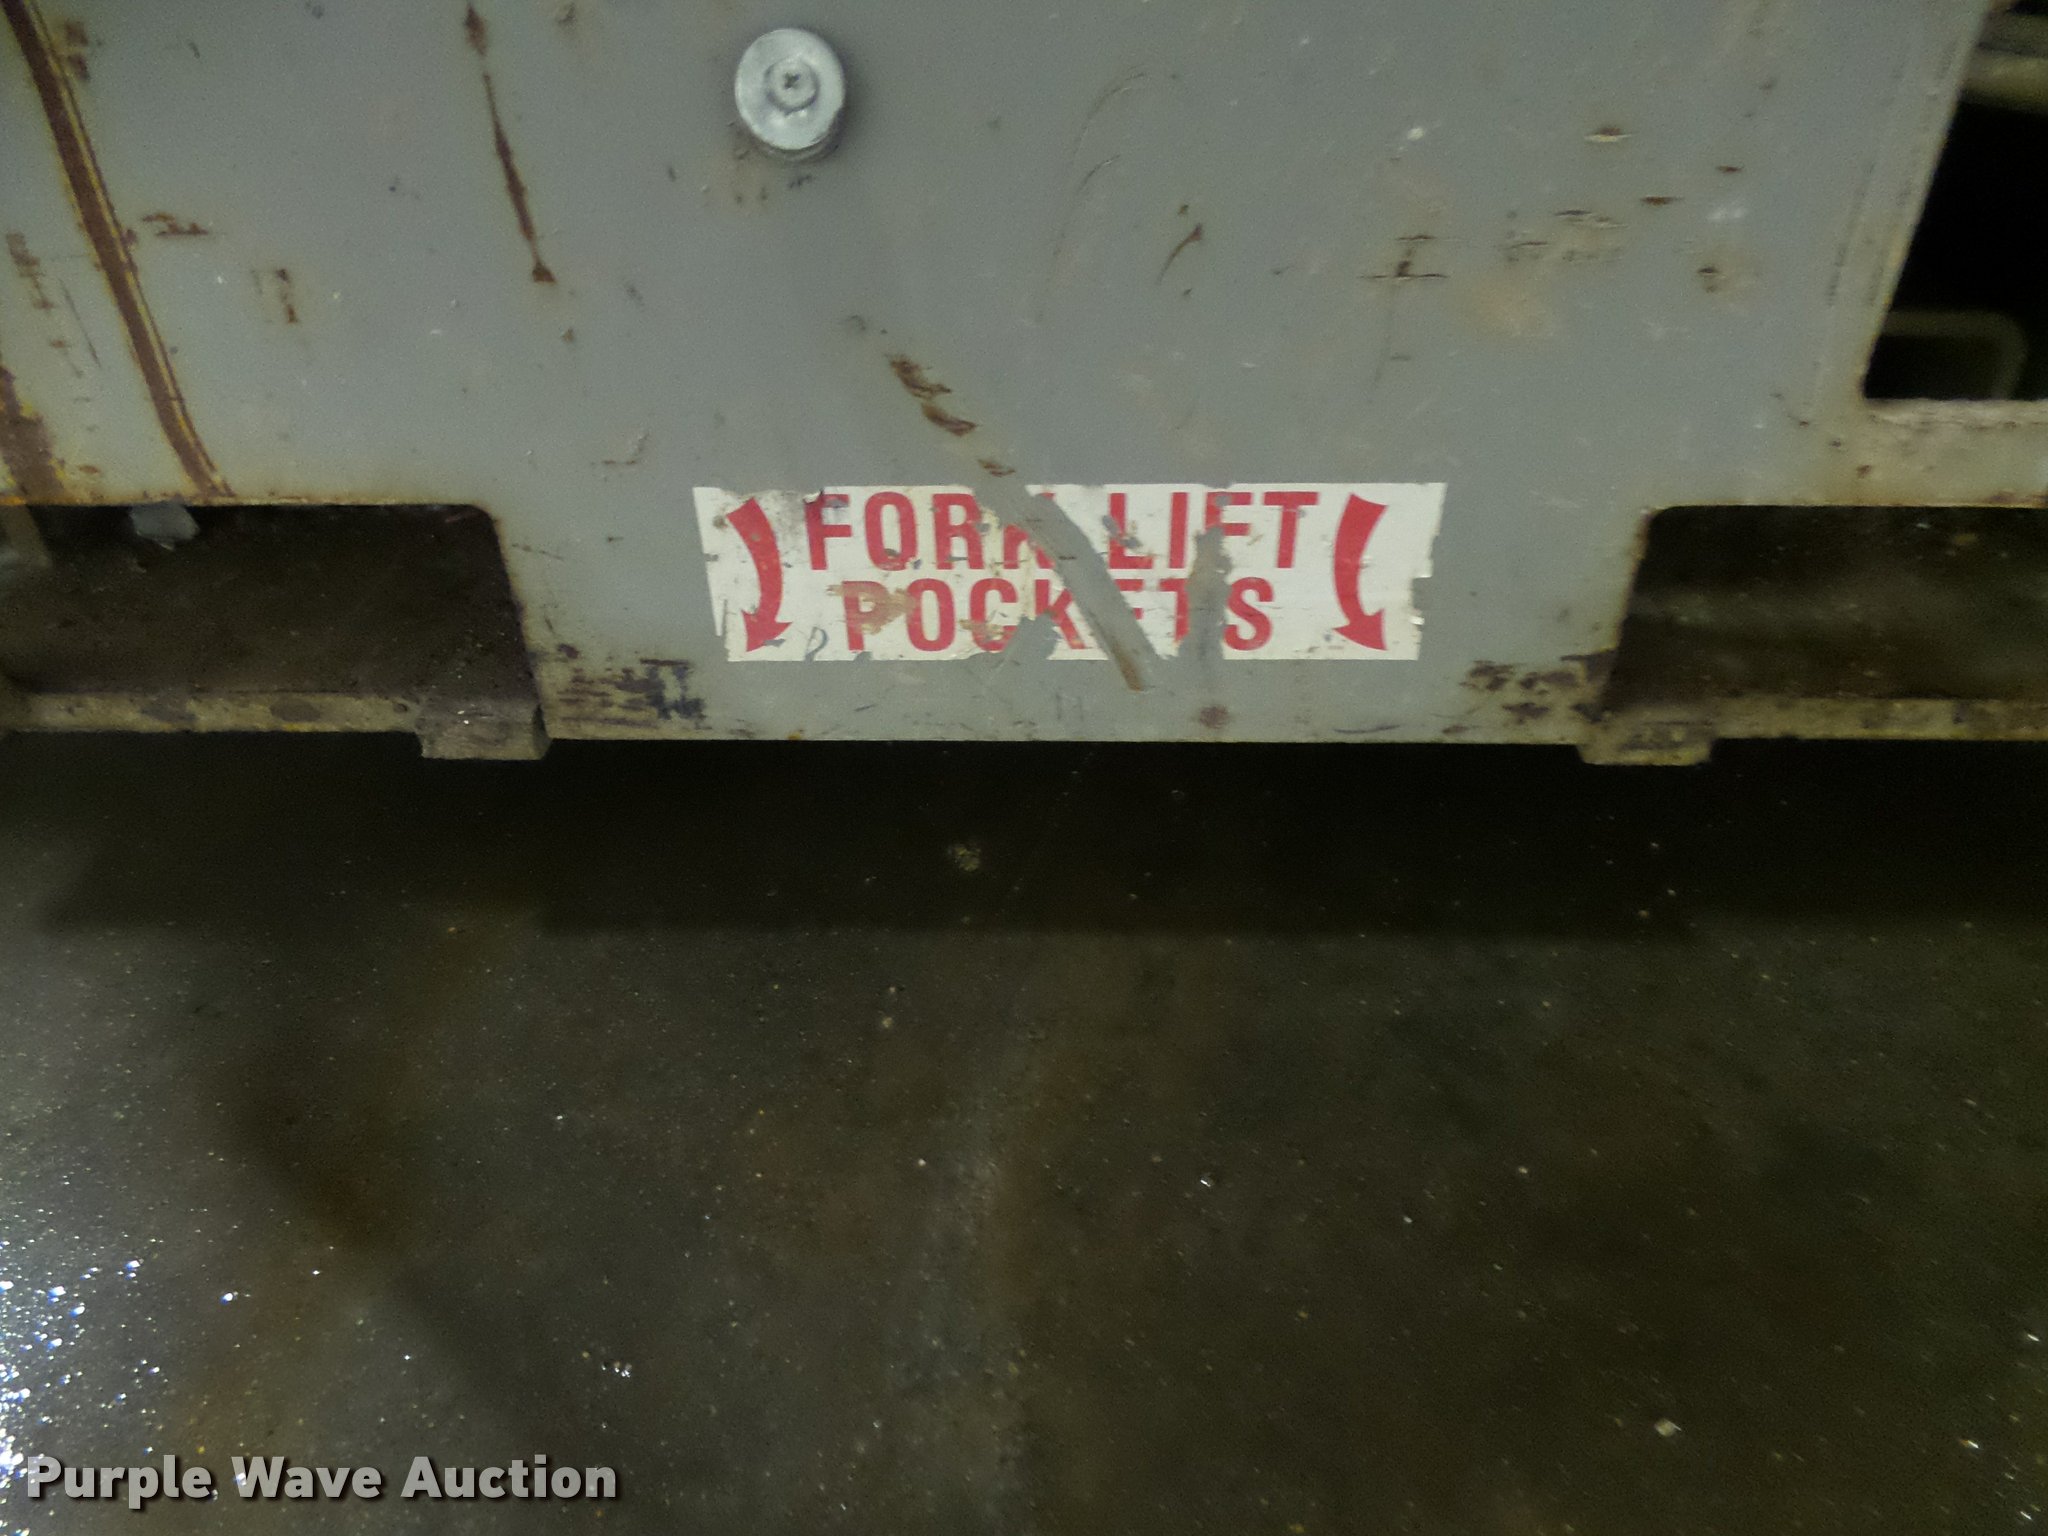 FORK LIFT
POCKETS
Purple Wave Auction